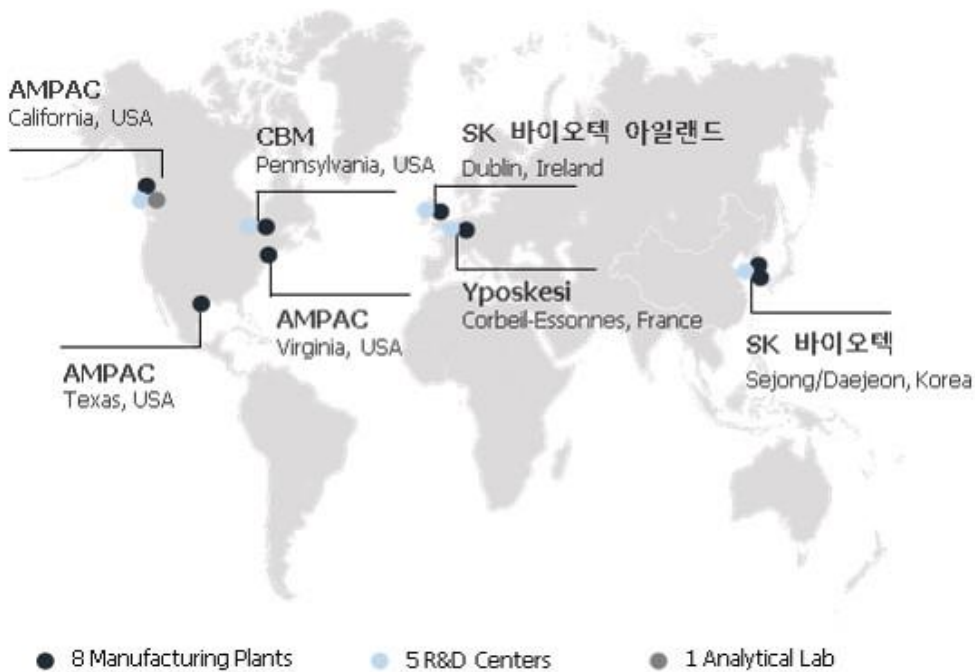 AMPAC
California, USA
CBM
Pennsylvania, USA
SK 바이오텍 아일랜드
Dublin, Ireland
AMPAC
Texas, USA
AMPAC
Virginia, USA
Yposkesi
Corbeil-Essonnes, France
SK 바이오텍
Sejong/Daejeon, Korea
8 Manufacturing Plants
5 R&D Centers
1 Analytical Lab